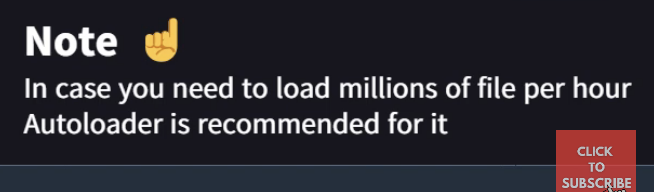 Note ☝
In case you need to load millions of file per hour
Autoloader is recommended for it
CLICK
TO
SUBSCRIBE